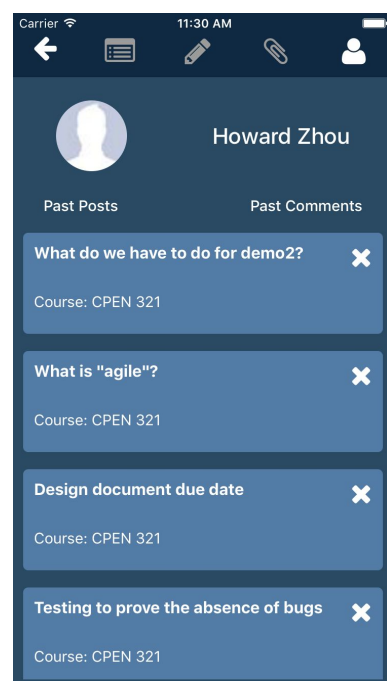 Carrier 11:30 AM
Howard Zhou
Past Posts Past Comments
What do we have to do for demo2?
Course: CPEN 321
What is "agile"?
Course: CPEN 321
Design document due date
Course: CPEN 321
Testing to prove the absence of bugs
Course: CPEN 321